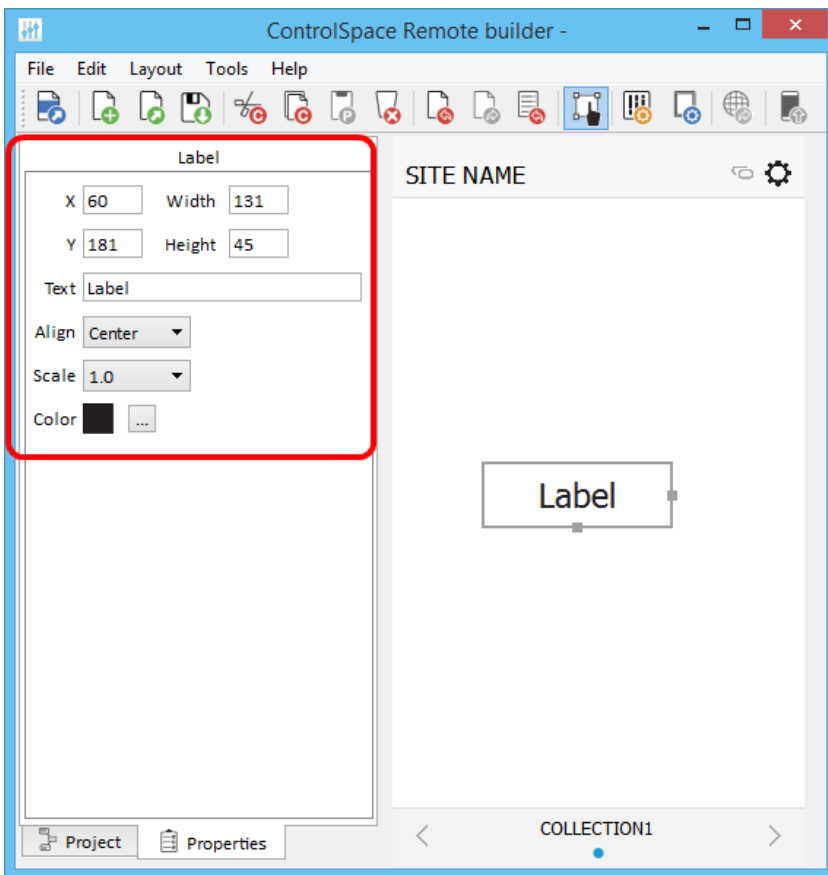 ControlSpace Remote builder -
File Edit Layout Tools Help
Label
X 60 Width 131
Y 181 Height 45
Text Label
Align Center
Scale 1.0
Color ...
SITE NAME
Label
COLLECTION1
Project Properties